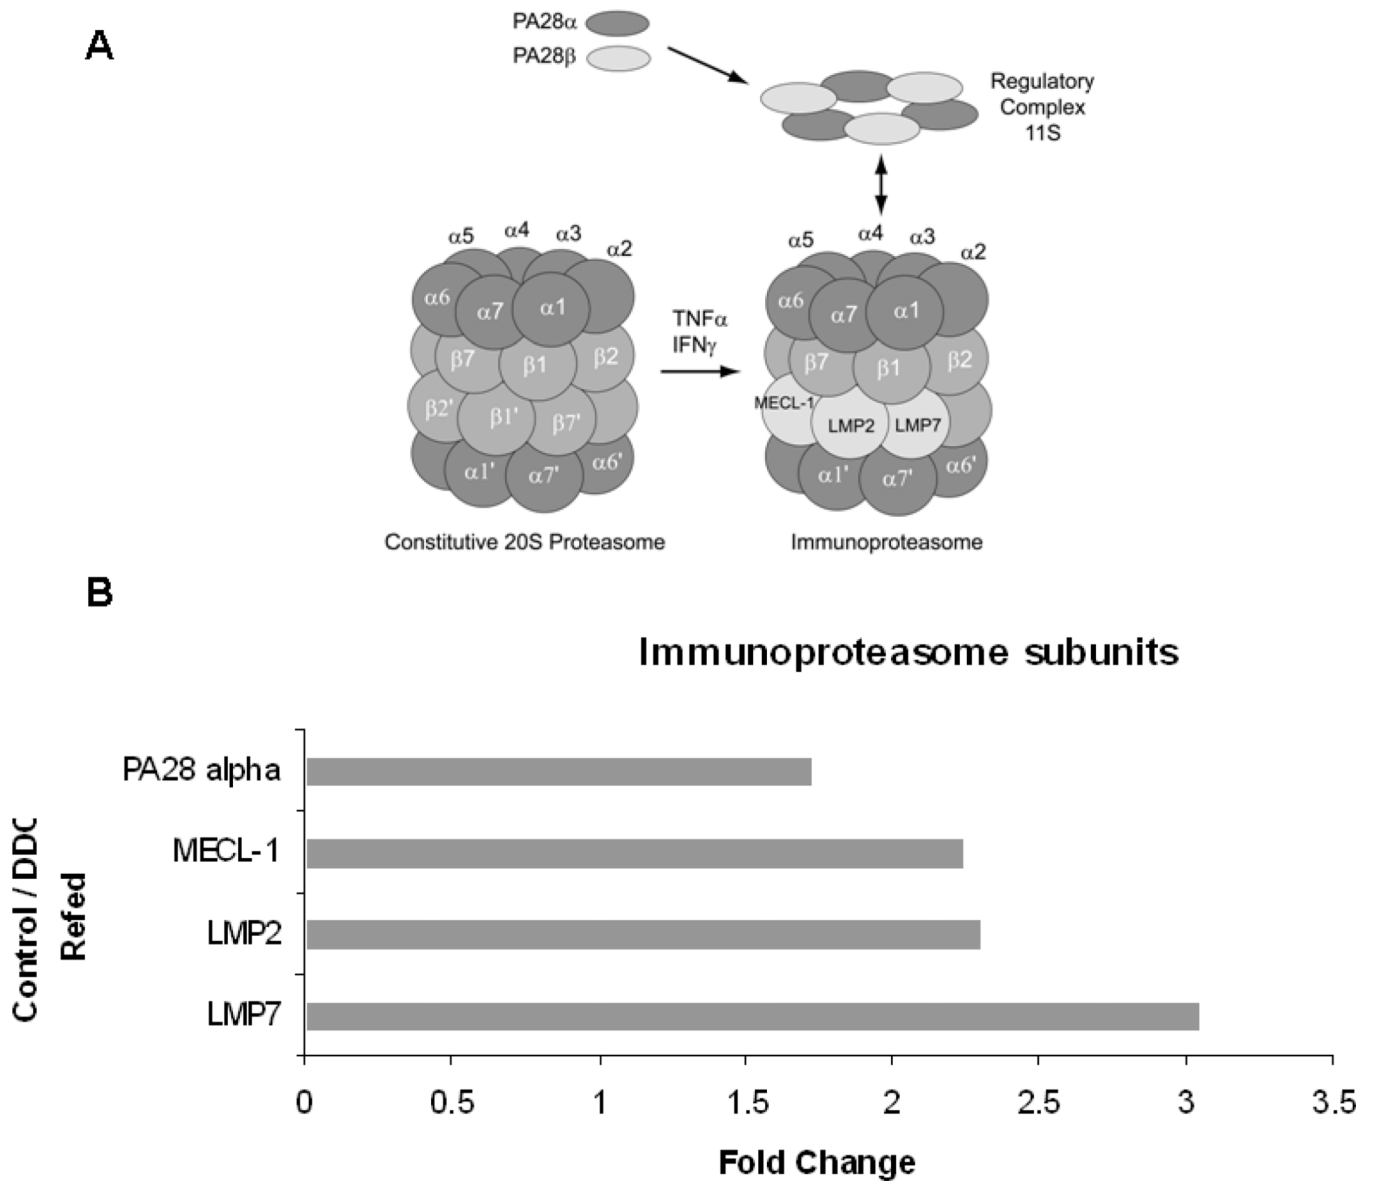 A
PA28α
PA28β
Regulatory
Complex
11S
α5 α4 α3 α2
α6 α7 α1
β7 β1 β2
β2' β1' β7'
α1' α7' α6'
Constitutive 20S Proteasome
TNFα
IFNγ
α5 α4 α3 α2
α6 α7 α1
β7 β1 β2
MECL-1 LMP2 LMP7
α1' α7' α6'
Immunoproteasome
B
Immunoproteasome subunits
Control / DDC
Refed
PA28 alpha
MECL-1
LMP2
LMP7
0 0.5 1 1.5 2 2.5 3 3.5
Fold Change